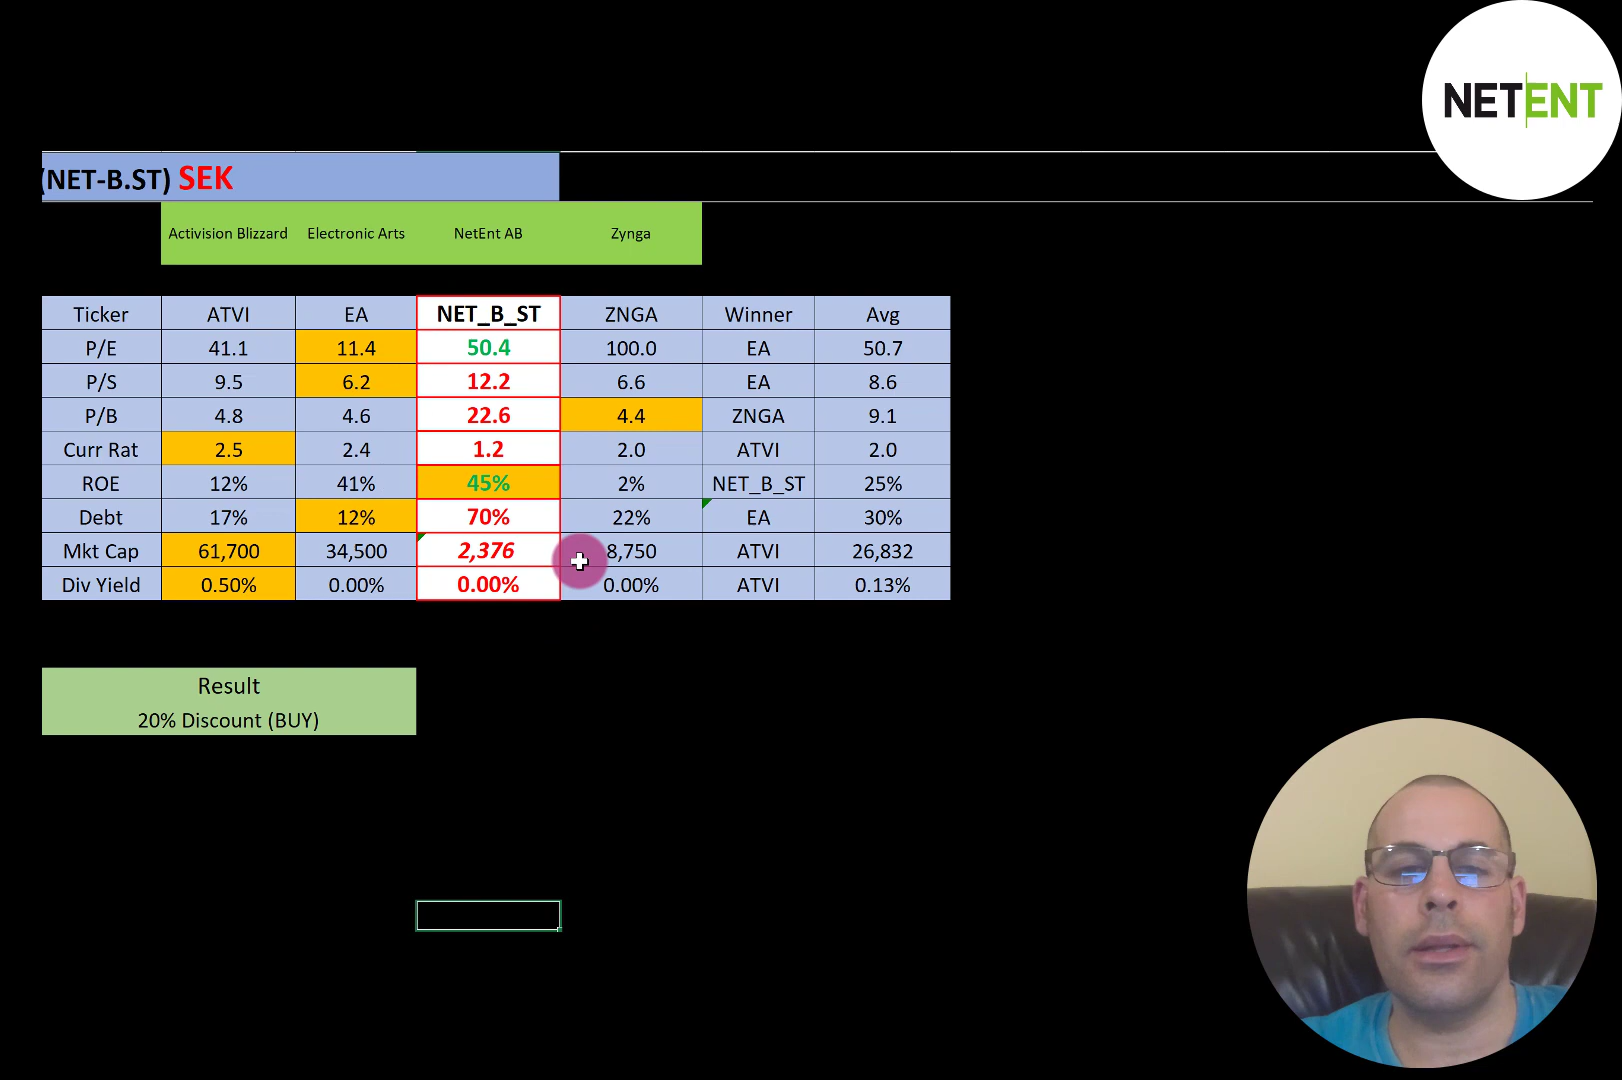 NETENT
(NET-B.ST) SEK
Activision Blizzard Electronic Arts NetEnt AB Zynga
Ticker ATVI EA NET_B_ST ZNGA Winner Avg
P/E 41.1 11.4 50.4 100.0 EA 50.7
P/S 9.5 6.2 12.2 6.6 EA 8.6
P/B 4.8 4.6 22.6 4.4 ZNGA 9.1
Curr Rat 2.5 2.4 1.2 2.0 ATVI 2.0
ROE 12% 41% 45% 2% NET_B_ST 25%
Debt 17% 12% 70% 22% EA 30%
Mkt Cap 61,700 34,500 2,376 8,750 ATVI 26,832
Div Yield 0.50% 0.00% 0.00% 0.00% ATVI 0.13%
Result
20% Discount (BUY)